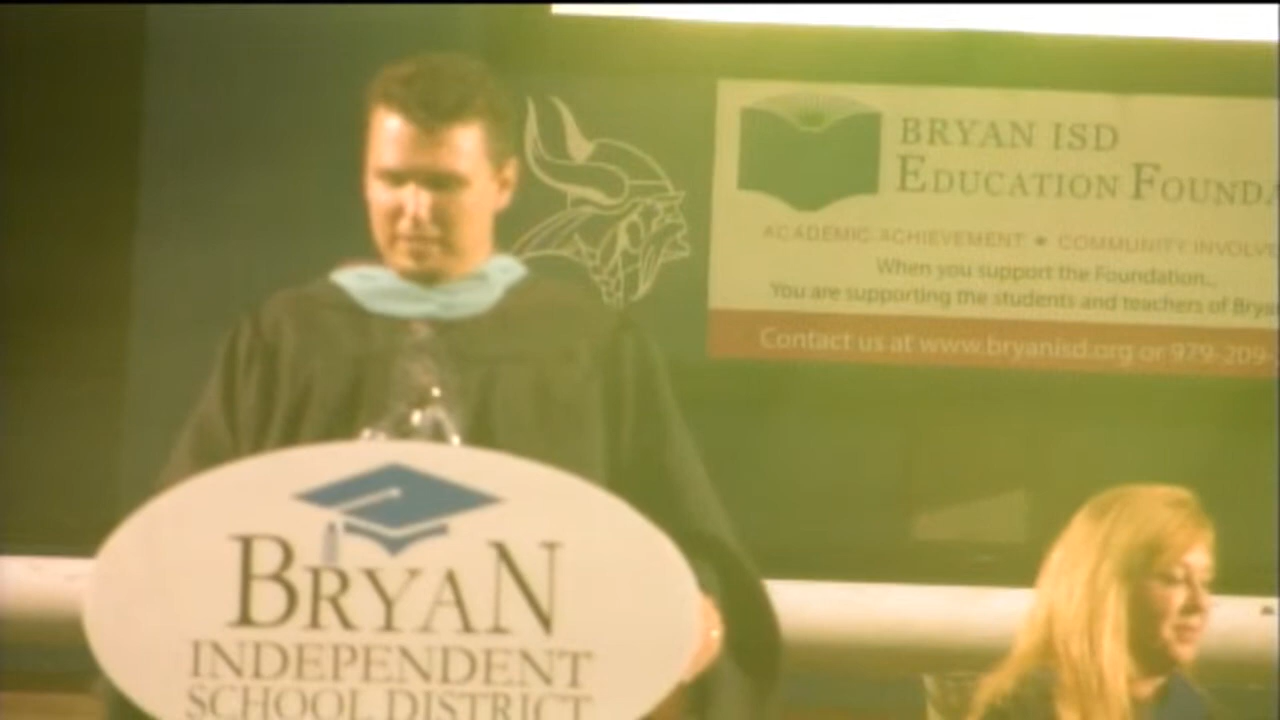 BRYAN ISD
EDUCATION FOUNDA
ACADEMIC ACHIEVEMENT ★ COMMUNITY INVOLVE
When you support the Foundation...
You are supporting the students and teachers of Brya
Contact us at www.bryanisd.org or 979-209-
BRYAN
INDEPENDENT
SCHOOL DISTRICT